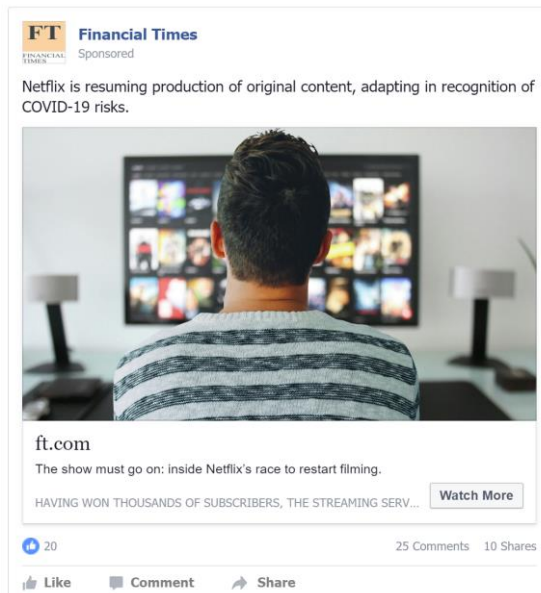 FT
FINANCIAL
TIMES
Financial Times
Sponsored
Netflix is resuming production of original content, adapting in recognition of
COVID-19 risks.
ft.com
The show must go on: inside Netflix's race to restart filming.
HAVING WON THOUSANDS OF SUBSCRIBERS, THE STREAMING SERV...
Watch More
20
25 Comments 10 Shares
Like Comment Share